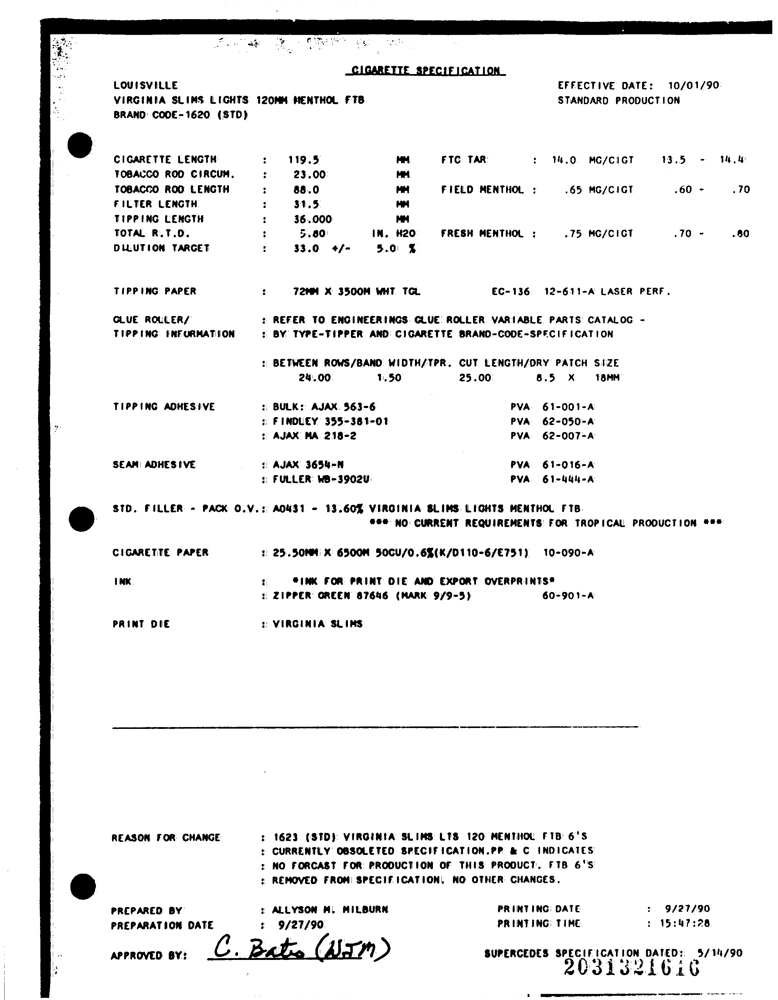 CIGARETTE SPECIFICATION
LOUISVILLE EFFECTIVE DATE: 10/01/90
VIRGINIA SLIMS LIGHTS 120MM MENTHOL FTB STANDARD PRODUCTION
BRAND CODE-1620 (STD)
CIGARETTE LENGTH : 119.5 MM FTC TAR : 14.0 MG/CIGT 13.5 - 14.4
TOBACCO ROD CIRCUM. : 23.00 MM
TOBACCO ROD LENGTH : 88.0 MM FIELD MENTHOL : .65 MG/CIGT .60 - .70
FILTER LENGTH : 31.5 MM
TIPPING LENGTH : 36.000 MM
TOTAL R.T.D. : 5.80 IN. H2O FRESH MENTHOL : .75 MG/CIGT .70 - .80
DILUTION TARGET : 33.0 +/- 5.0 %
TIPPING PAPER : 72MM X 3500M WHT TGL EC-136 12-611-A LASER PERF.
GLUE ROLLER/ : REFER TO ENGINEERINGS GLUE ROLLER VARIABLE PARTS CATALOG -
TIPPING INFORMATION : BY TYPE-TIPPER AND CIGARETTE BRAND-CODE-SPECIFICATION
: BETWEEN ROWS/BAND WIDTH/TPR. CUT LENGTH/DRY PATCH SIZE
24.00 1.50 25.00 8.5 X 18MM
TIPPING ADHESIVE : BULK: AJAX 563-6 PVA 61-001-A
: FINDLEY 355-381-01 PVA 62-050-A
: AJAX MA 218-2 PVA 62-007-A
SEAM ADHESIVE : AJAX 3654-N PVA 61-016-A
: FULLER WB-3902U PVA 61-444-A
STD. FILLER - PACK O.V.: A0431 - 13.60% VIRGINIA SLIMS LIGHTS MENTHOL FTB
*** NO CURRENT REQUIREMENTS FOR TROPICAL PRODUCTION ***
CIGARETTE PAPER : 25.50MM X 6500M 50CU/0.6%(K/D110-6/E751) 10-090-A
INK : *INK FOR PRINT DIE AND EXPORT OVERPRINTS*
: ZIPPER GREEN 87646 (MARK 9/9-5) 60-901-A
PRINT DIE : VIRGINIA SLIMS
REASON FOR CHANGE : 1623 (STD) VIRGINIA SLIMS LTS 120 MENTHOL FTB 6'S
: CURRENTLY OBSOLETED SPECIFICATION.PP & C INDICATES
: NO FORCAST FOR PRODUCTION OF THIS PRODUCT. FTB 6'S
: REMOVED FROM SPECIFICATION. NO OTHER CHANGES.
PREPARED BY : ALLYSON M. MILBURN PRINTING DATE : 9/27/90
PREPARATION DATE : 9/27/90 PRINTING TIME : 15:47:28
APPROVED BY: C. Bates (WJM) SUPERCEDES SPECIFICATION DATED: 5/14/90
2031321616